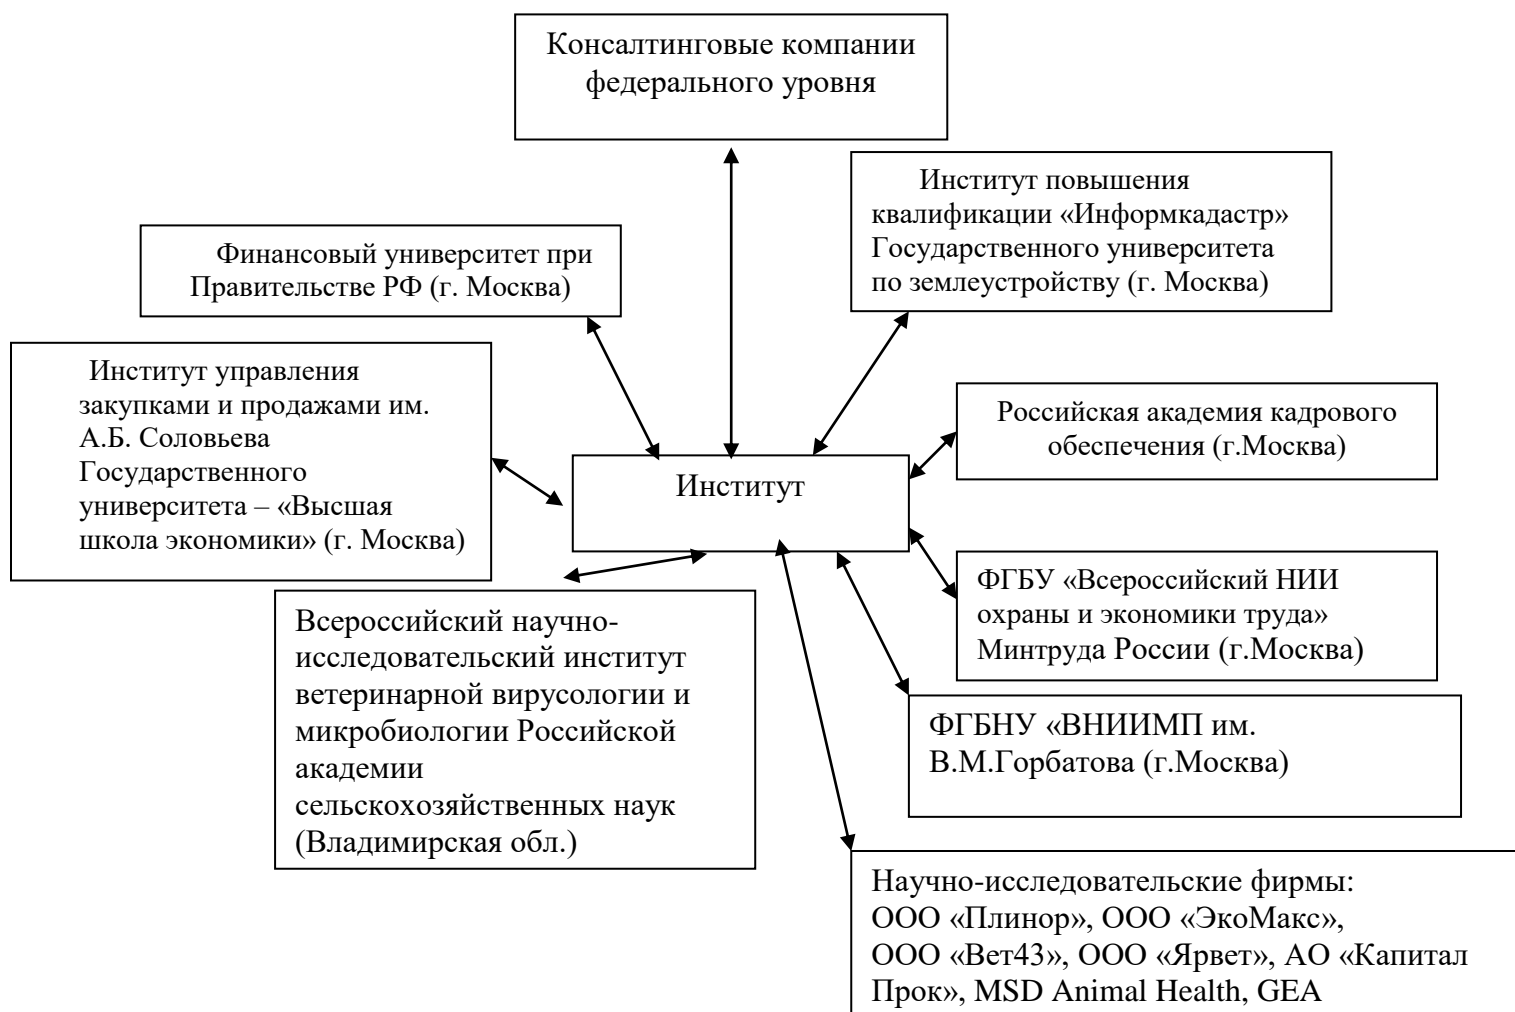 Консалтинговые компании
федерального уровня
Институт повышения
квалификации «Информкадастр»
Государственного университета
по землеустройству (г. Москва)
Финансовый университет при
Правительстве РФ (г. Москва)
Институт управления
закупками и продажами им.
А.Б. Соловьева
Государственного
университета – «Высшая
школа экономики» (г. Москва)
Российская академия кадрового
обеспечения (г.Москва)
Институт
ФГБУ «Всероссийский НИИ
охраны и экономики труда»
Минтруда России (г.Москва)
Всероссийский научно-
исследовательский институт
ветеринарной вирусологии и
микробиологии Российской
академии
сельскохозяйственных наук
(Владимирская обл.)
ФГБНУ «ВНИИМП им.
В.М.Горбатова (г.Москва)
Научно-исследовательские фирмы:
ООО «Плинор», ООО «ЭкоМакс»,
ООО «Вет43», ООО «Ярвет», АО «Капитал
Прок», MSD Animal Health, GEA